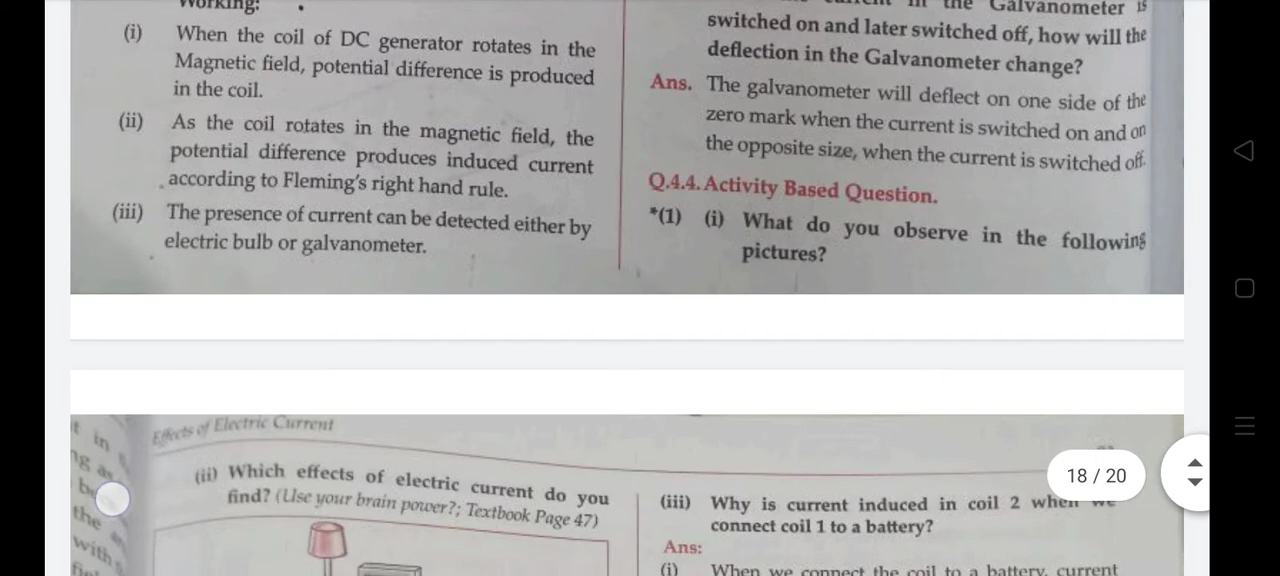 Working:
(i) When the coil of DC generator rotates in the
Magnetic field, potential difference is produced
in the coil.
(ii) As the coil rotates in the magnetic field, the
potential difference produces induced current
according to Fleming's right hand rule.
(iii) The presence of current can be detected either by
electric bulb or galvanometer.
in the Galvanometer is
switched on and later switched off, how will the
deflection in the Galvanometer change?
Ans. The galvanometer will deflect on one side of the
zero mark when the current is switched on and on
the opposite size, when the current is switched off.
Q.4.4. Activity Based Question.
*(1) (i) What do you observe in the following
pictures?
in
the
with
Effects of Electric Current
(ii) Which effects of electric current do you
find? (Use your brain power?; Textbook Page 47)
18 / 20
(iii) Why is current induced in coil 2 when we
connect coil 1 to a battery?
Ans:
(i) When we connect the coil to a battery, current